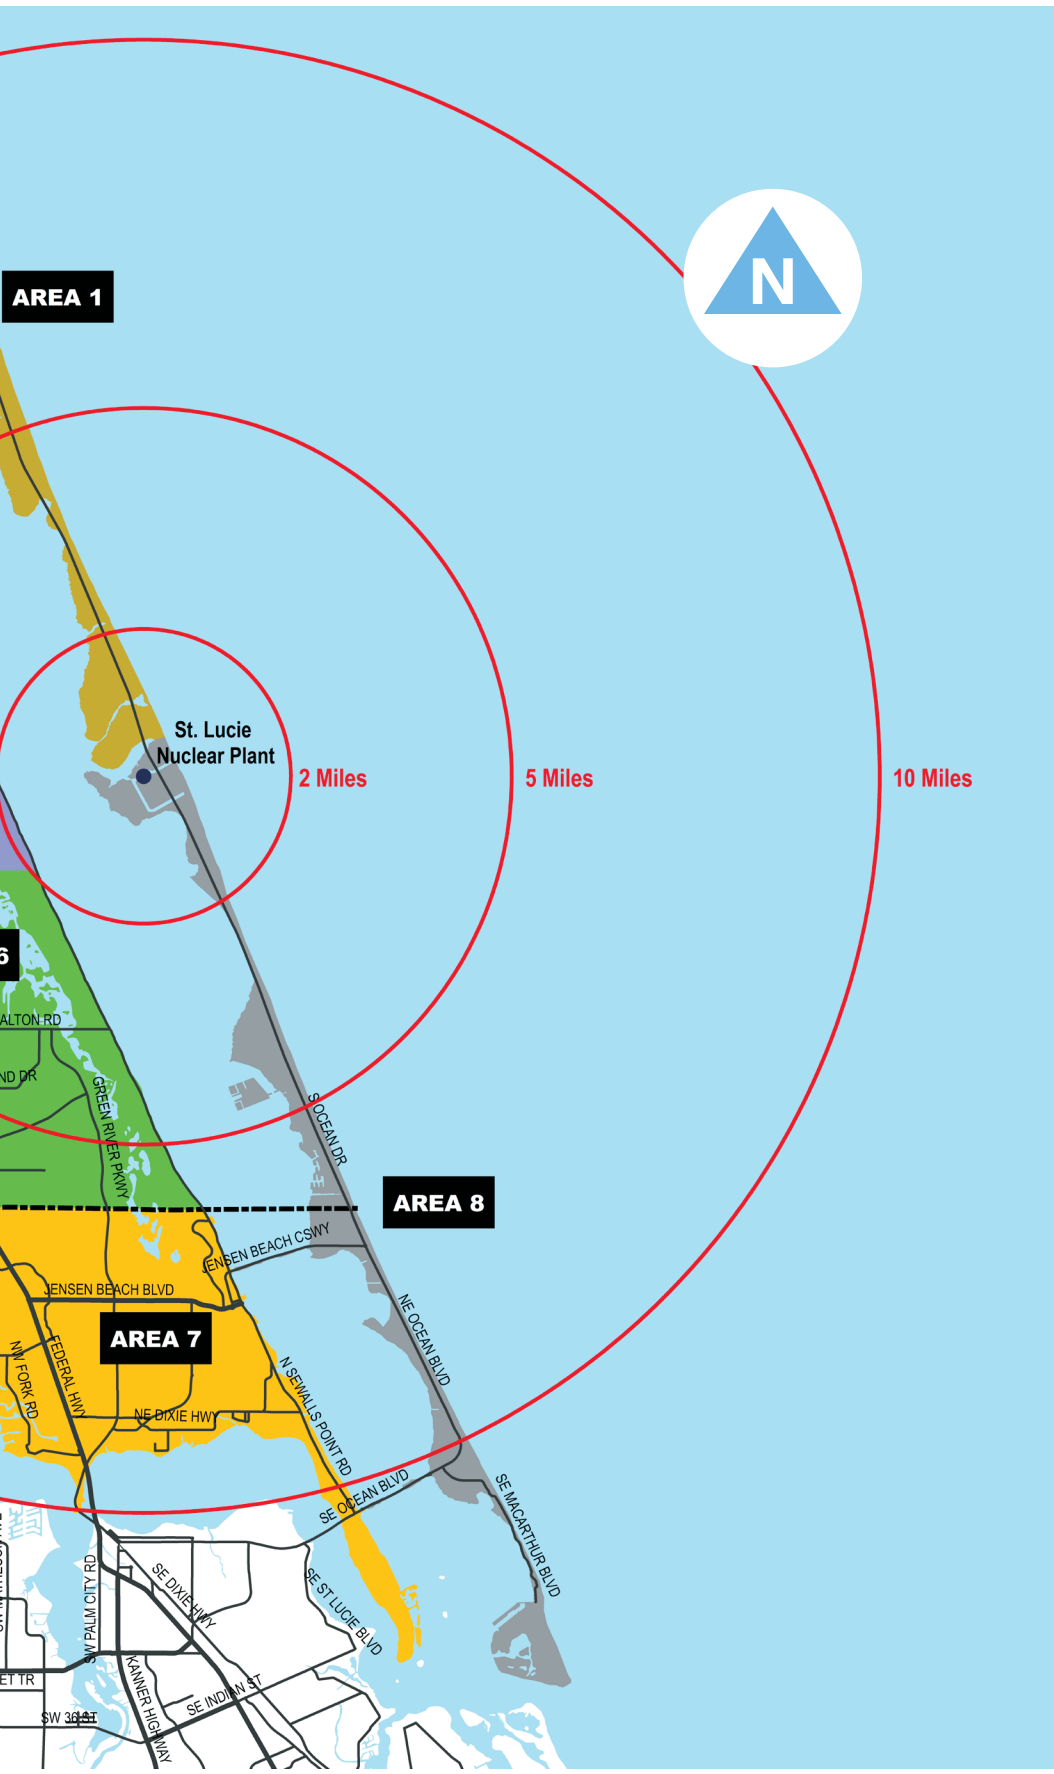 N
AREA 1
St. Lucie
Nuclear Plant
2 Miles
5 Miles
10 Miles
6
ALTON RD
ND DR
GREEN RIVER PKWY
S OCEAN DR
AREA 8
JENSEN BEACH CSWY
JENSEN BEACH BLVD
AREA 7
NE OCEAN BLVD
NW FORK RD
FEDERAL HWY
N SEWALLS POINT RD
NE DIXIE HWY
SE OCEAN BLVD
SE MACARTHUR BLVD
SW PALM CITY RD
SE DIXIE HWY
SE ST LUCIE BLVD
ET TR
KANNER HIGHWAY
SE INDIAN ST
SW 36 ST